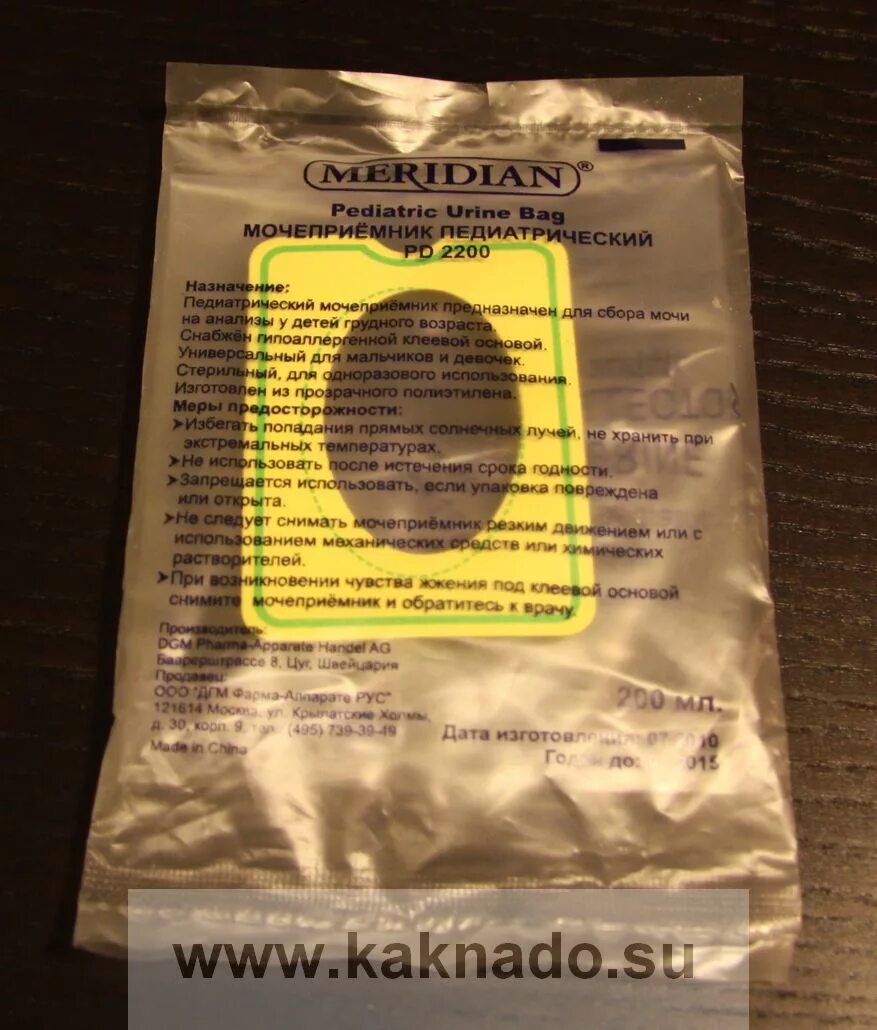 MERIDIAN®
Pediatric Urine Bag
МОЧЕПРИЁМНИК ПЕДИАТРИЧЕСКИЙ
PD 2200
Назначение:
Педиатрический мочеприёмник предназначен для сбора мочи
на анализы у детей грудного возраста.
Снабжён гипоаллергенной клеевой основой.
Универсальный для мальчиков и девочек.
Стерильный, для одноразового использования.
Изготовлен из прозрачного полиэтилена.
Меры предосторожности:
➤Избегать попадания прямых солнечных лучей, не хранить при
экстремальных температурах.
➤Не использовать после истечения срока годности.
➤Запрещается использовать, если упаковка повреждена
или открыта.
➤Не следует снимать мочеприёмник резким движением или с
использованием механических средств или химических
растворителей.
➤При возникновении чувства жжения под клеевой основой
снимите мочеприёмник и обратитесь к врачу.
Производитель:
DGM Pharma-Apparate Handel AG
Баарерштрассе 8, Цуг, Швейцария
Продавец:
ООО "ДГМ Фарма-Аппарате РУС"
121614 Москва, ул. Крылатские Холмы,
д. 30, корп. 9, тел.: (495) 739-39-49
Made in China
200 мл.
Дата изготовления: 07 2010
Годен до: 015
www.kaknado.su